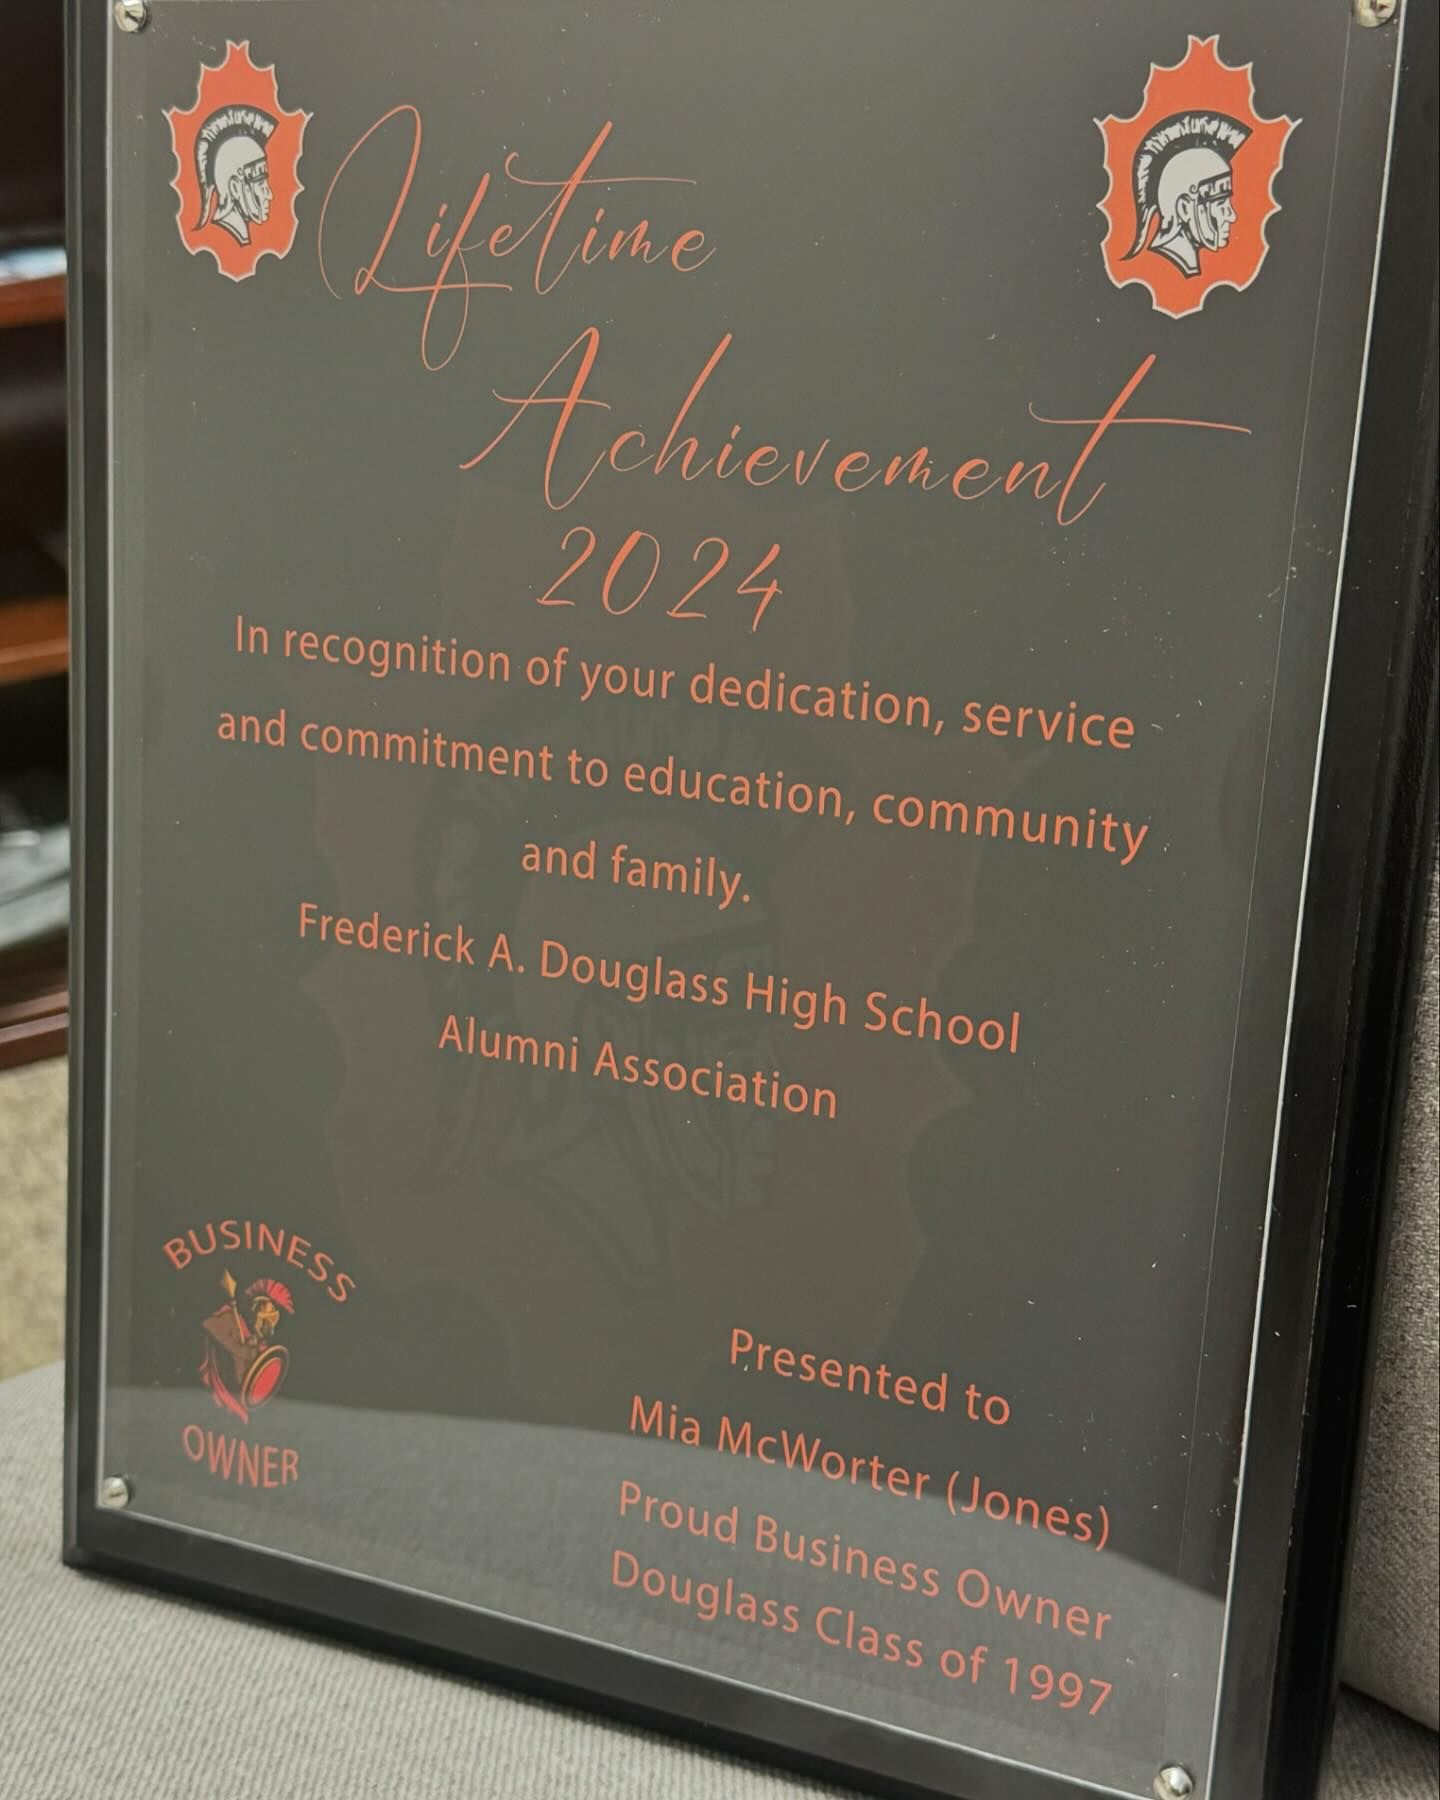 Lifetime
Achievement
2024
In recognition of your dedication, service
and commitment to education, community
and family.
Frederick A. Douglass High School
Alumni Association
BUSINESS
OWNER
Presented to
Mia McWorter (Jones)
Proud Business Owner
Douglass Class of 1997